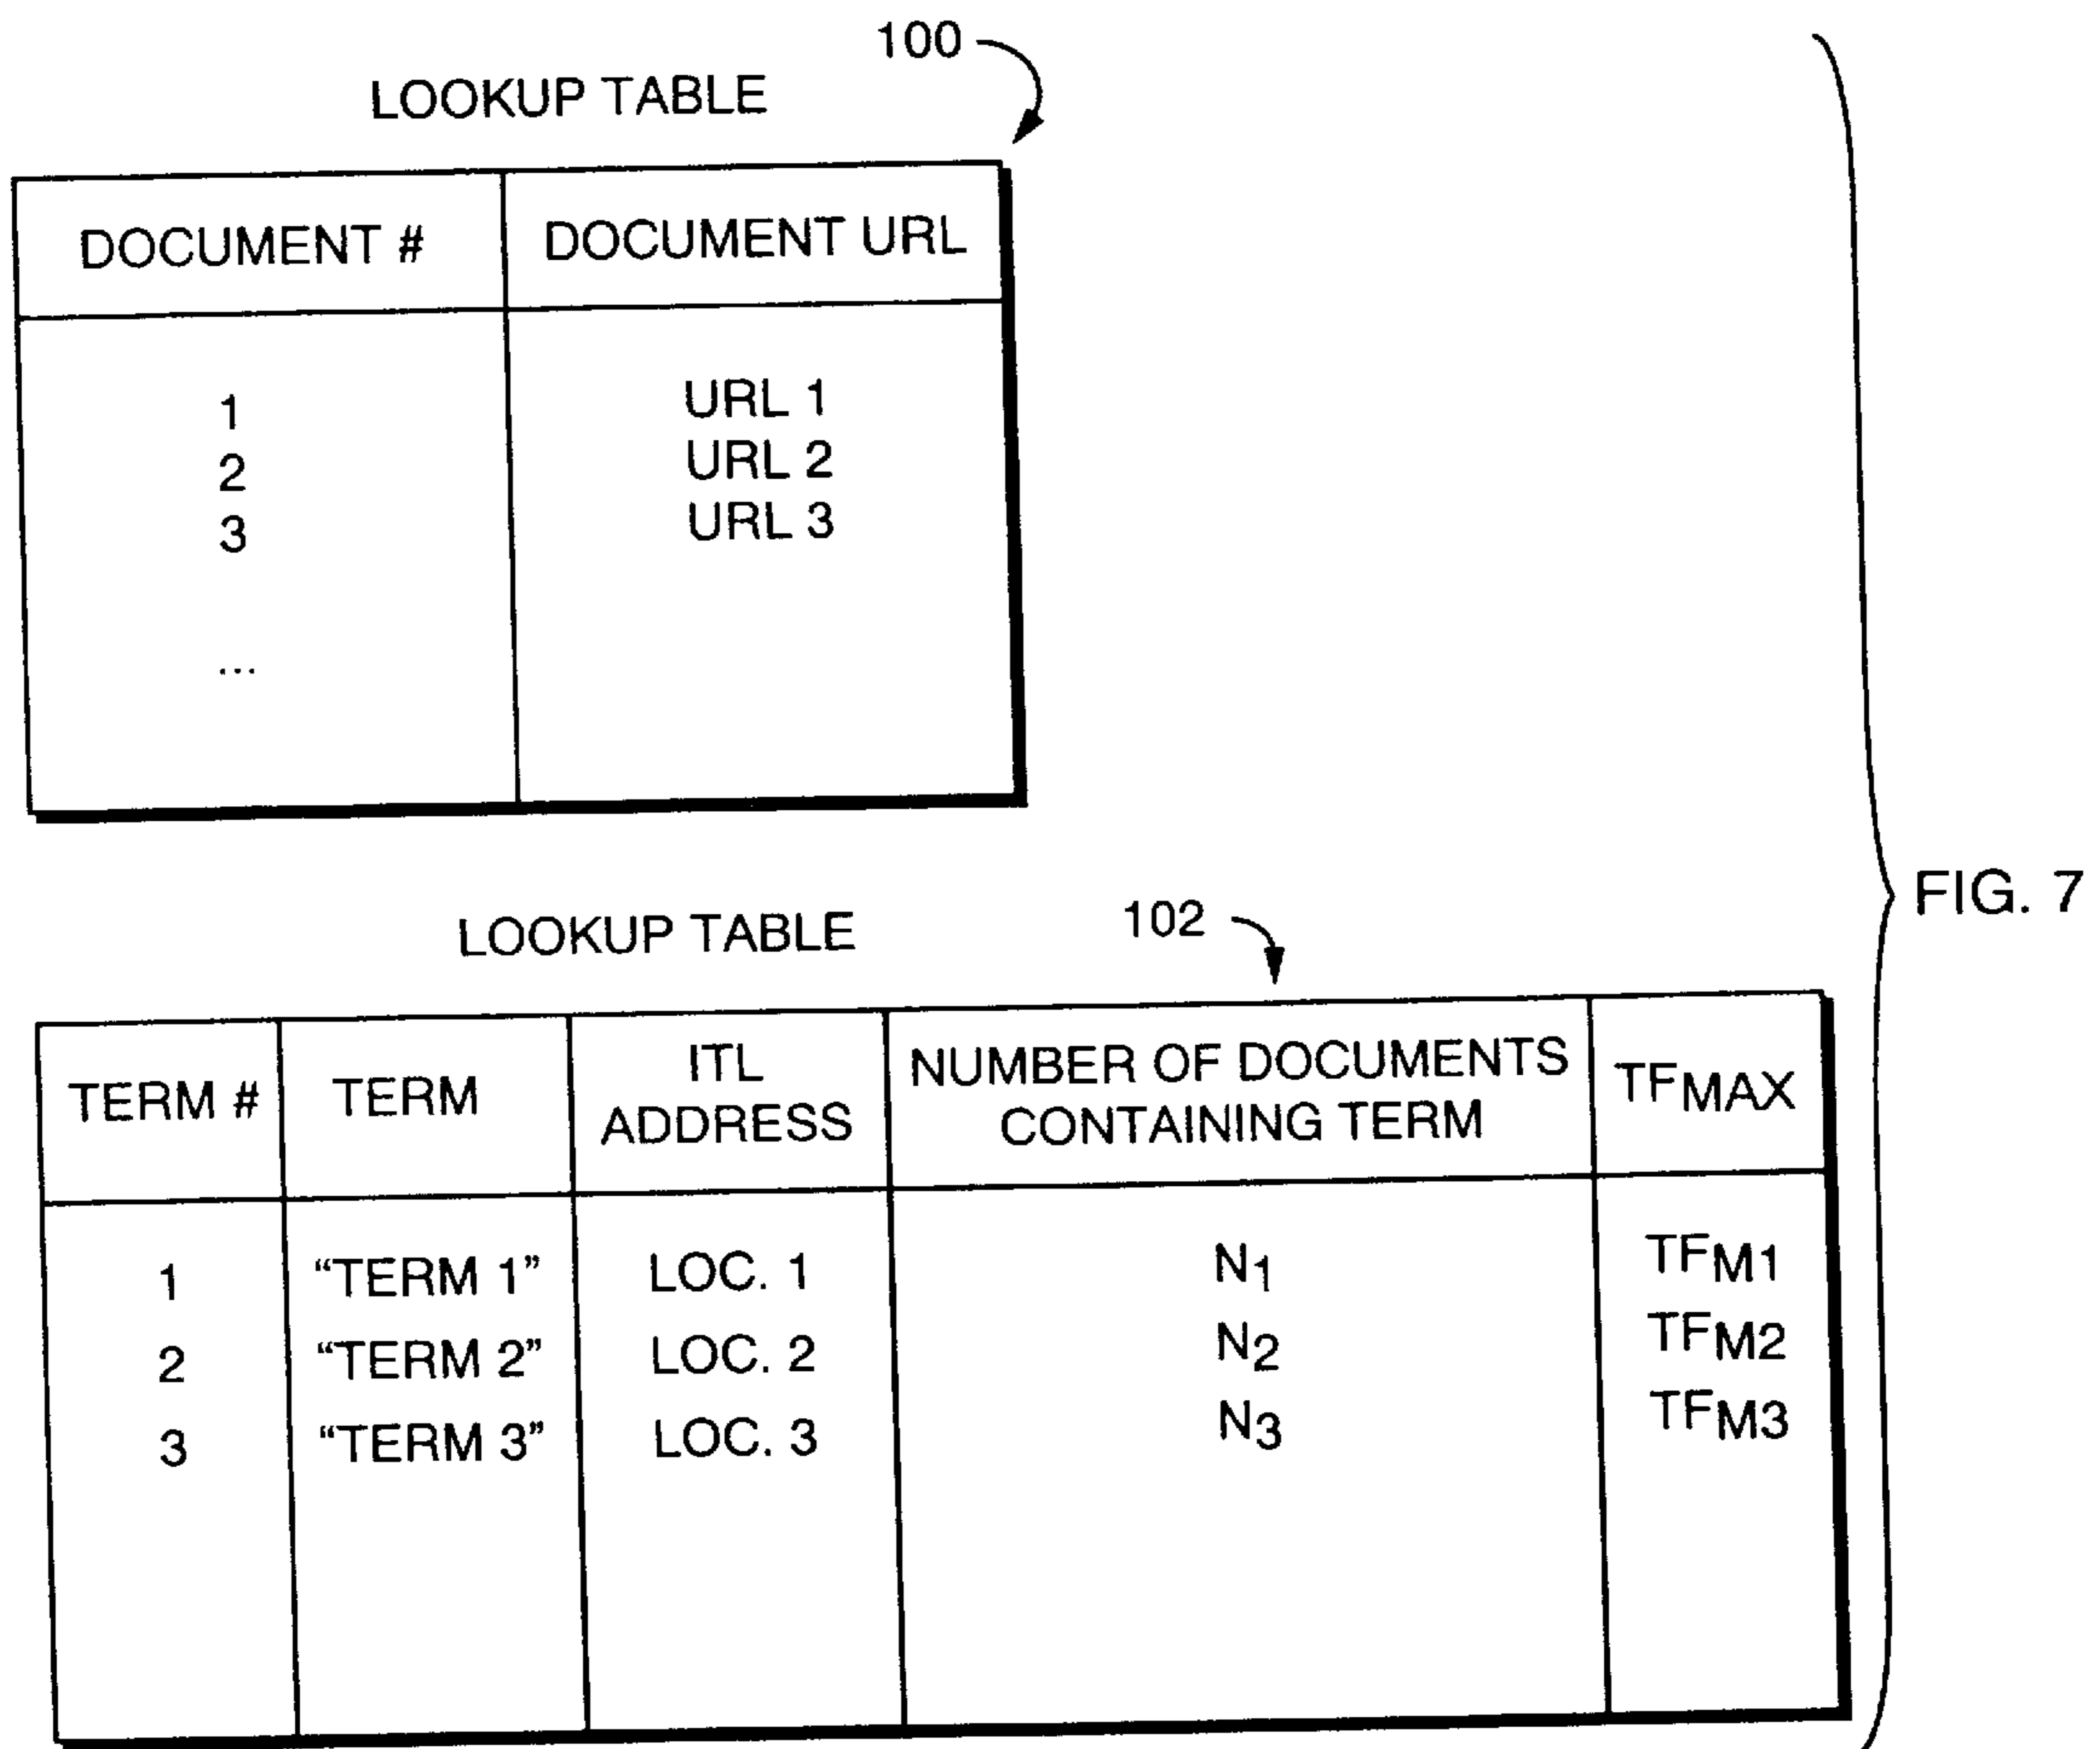 100
LOOKUP TABLE
DOCUMENT # DOCUMENT URL
1 URL 1
2 URL 2
3 URL 3
...
FIG. 7
LOOKUP TABLE 102
TERM # TERM ITL ADDRESS NUMBER OF DOCUMENTS CONTAINING TERM TFMAX
1 “TERM 1” LOC. 1 N1 TFM1
2 “TERM 2” LOC. 2 N2 TFM2
3 “TERM 3” LOC. 3 N3 TFM3